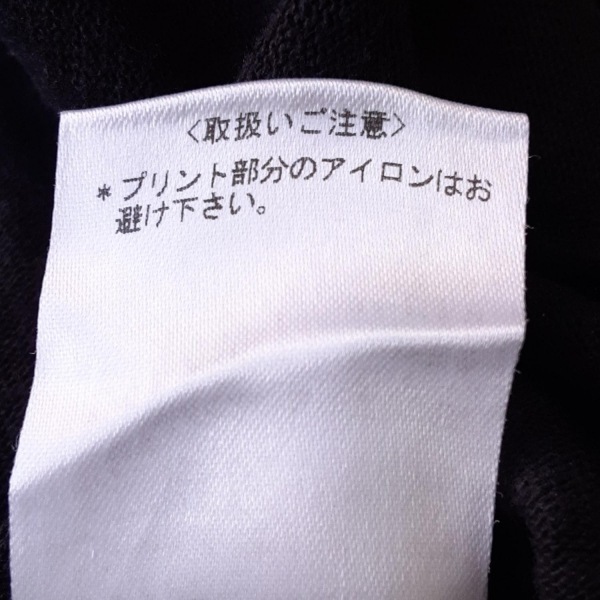 〈取扱いご注意〉
＊プリント部分のアイロンはお
避け下さい。